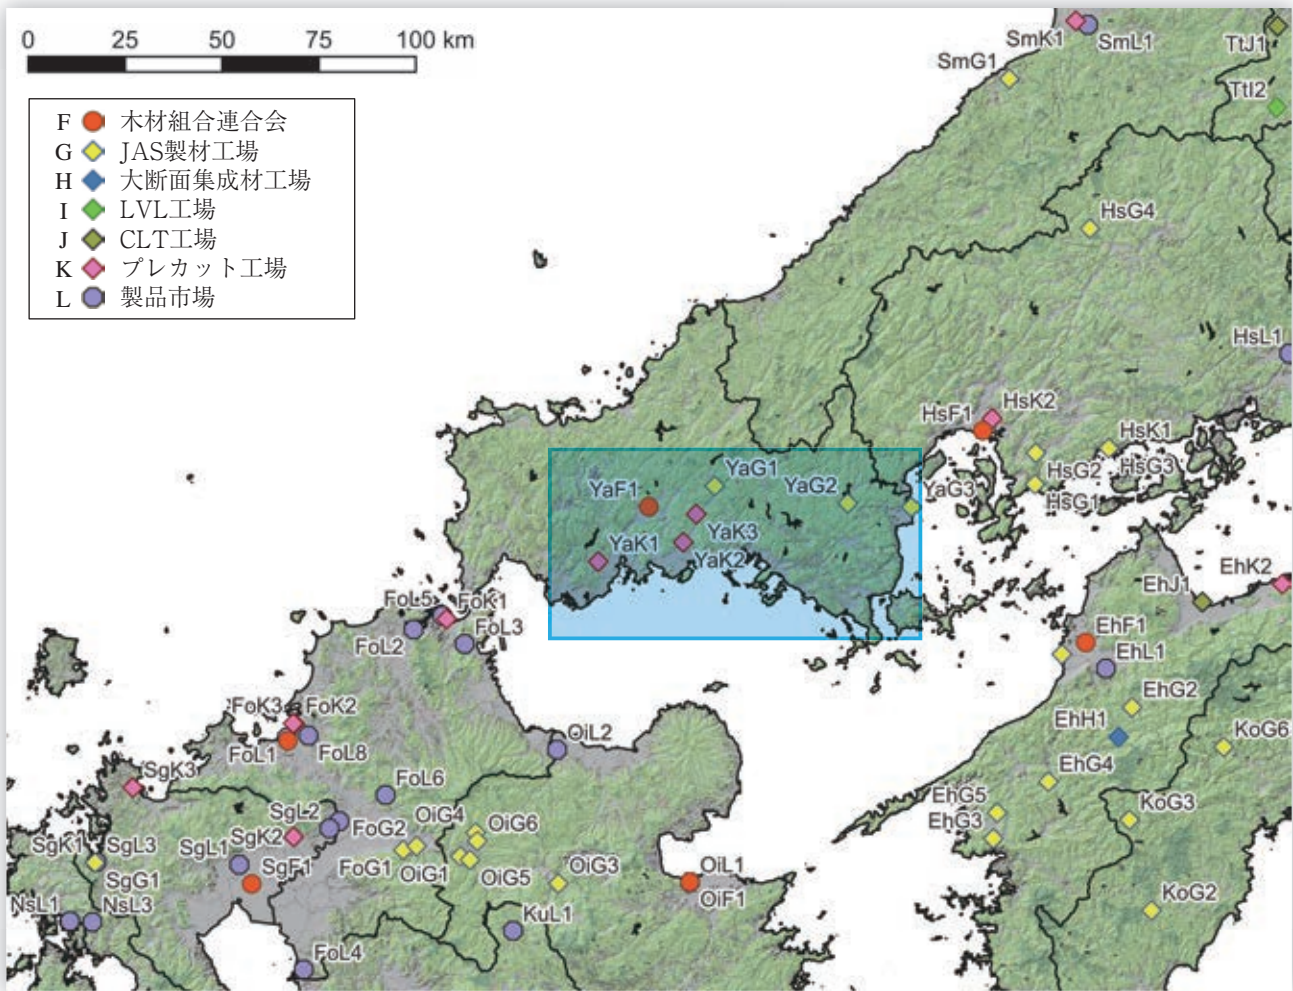 0 25 50 75 100 km
F 木材組合連合会
G JAS製材工場
H 大断面集成材工場
I LVL工場
J CLT工場
K プレカット工場
L 製品市場
SmK1
SmL1
TtJ1
SmG1
TtI2
HsG4
HsL1
HsK2
HsF1
HsK1
HsG2
HsG3
HsG1
YaG1
YaG2
YaG3
YaF1
YaK3
YaK1
YaK2
EhK2
EhJ1
FoL5
FoK1
FoL3
FoL2
EhF1
EhL1
EhG2
EhH1
KoG6
FoK3
FoK2
FoL1
FoL8
OiL2
SgK3
FoL6
EhG4
EhG5
EhG3
KoG3
SgL2
OiG4
OiG6
SgK2
FoG2
SgK1
SgL3
SgL1
SgF1
FoG1
OiG1
OiG5
OiG3
OiL1
OiF1
SgG1
NsL1
NsL3
KuL1
KoG2
FoL4